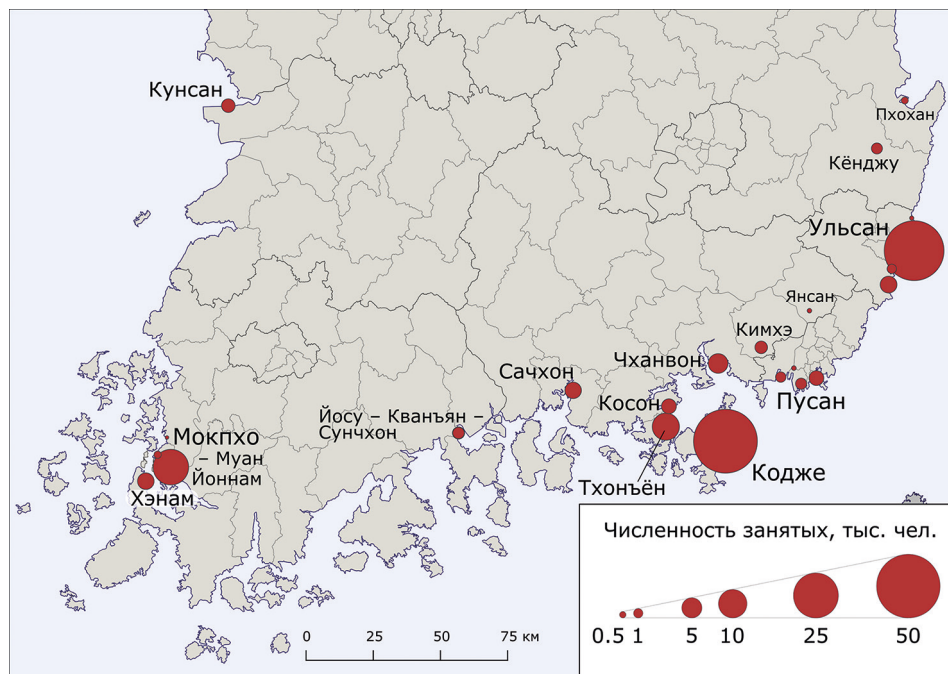 Кунсан
Пхохан
Кёнджу
Ульсан
Янсан
Кимхэ
Чханвон
Сачхон
Пусан
Косон
Йосу – Кванъян –
Сунчхон
Мокпхо
– Муан
Йоннам
Кодже
Тхонъён
Хэнам
Численность занятых, тыс. чел.
0.5 1 5 10 25 50
0 25 50 75 км